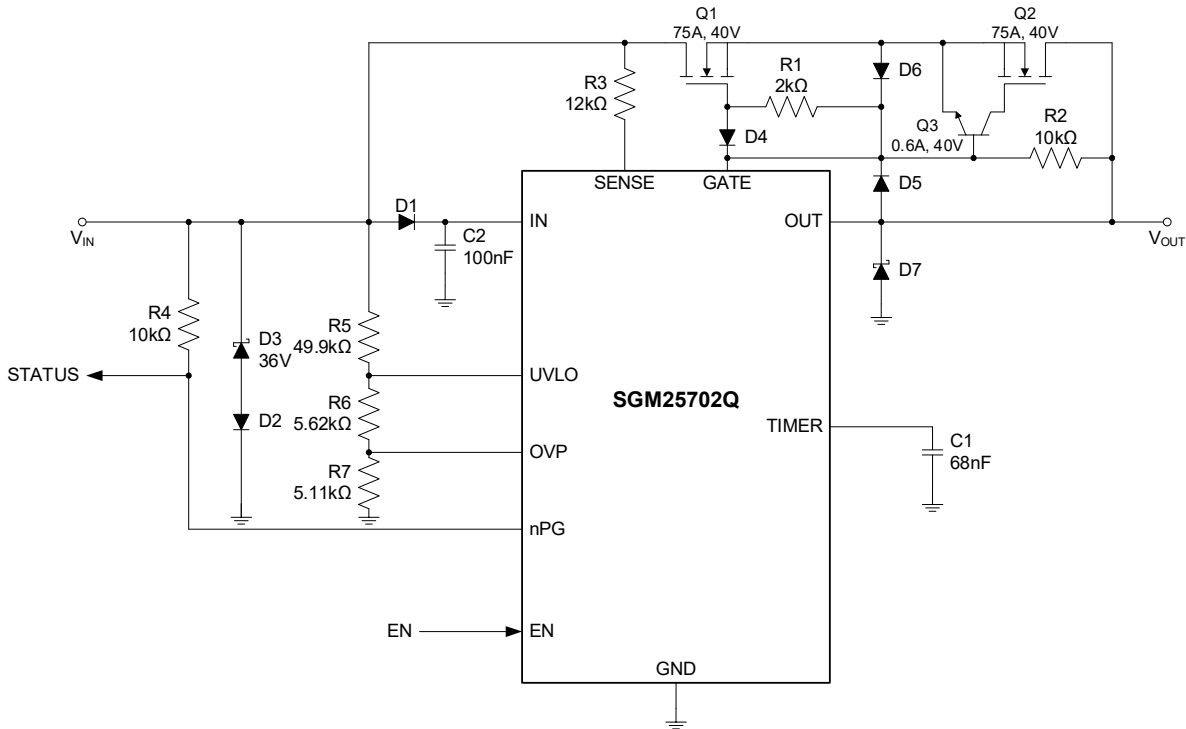 Q1
75A, 40V
Q2
75A, 40V
R3
12kΩ
R1
2kΩ
D6
D4
Q3
0.6A, 40V
R2
10kΩ
SENSE
GATE
D5
D1
VIN
IN
OUT
VOUT
C2
100nF
D7
R4
10kΩ
D3
36V
R5
49.9kΩ
STATUS
UVLO
SGM25702Q
D2
R6
5.62kΩ
TIMER
C1
68nF
OVP
R7
5.11kΩ
nPG
EN
EN
GND